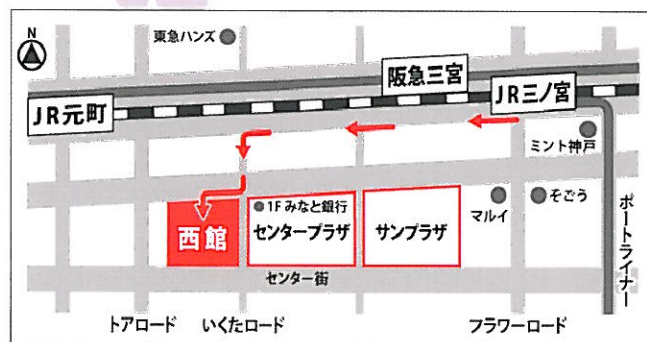 N
東急ハンズ
阪急三宮
JR三ノ宮
JR元町
ミント神戸
1F みなと銀行
マルイ
そごう
西館
センタープラザ
サンプラザ
ポートライナー
センター街
トアロード
いくたロード
フラワーロード